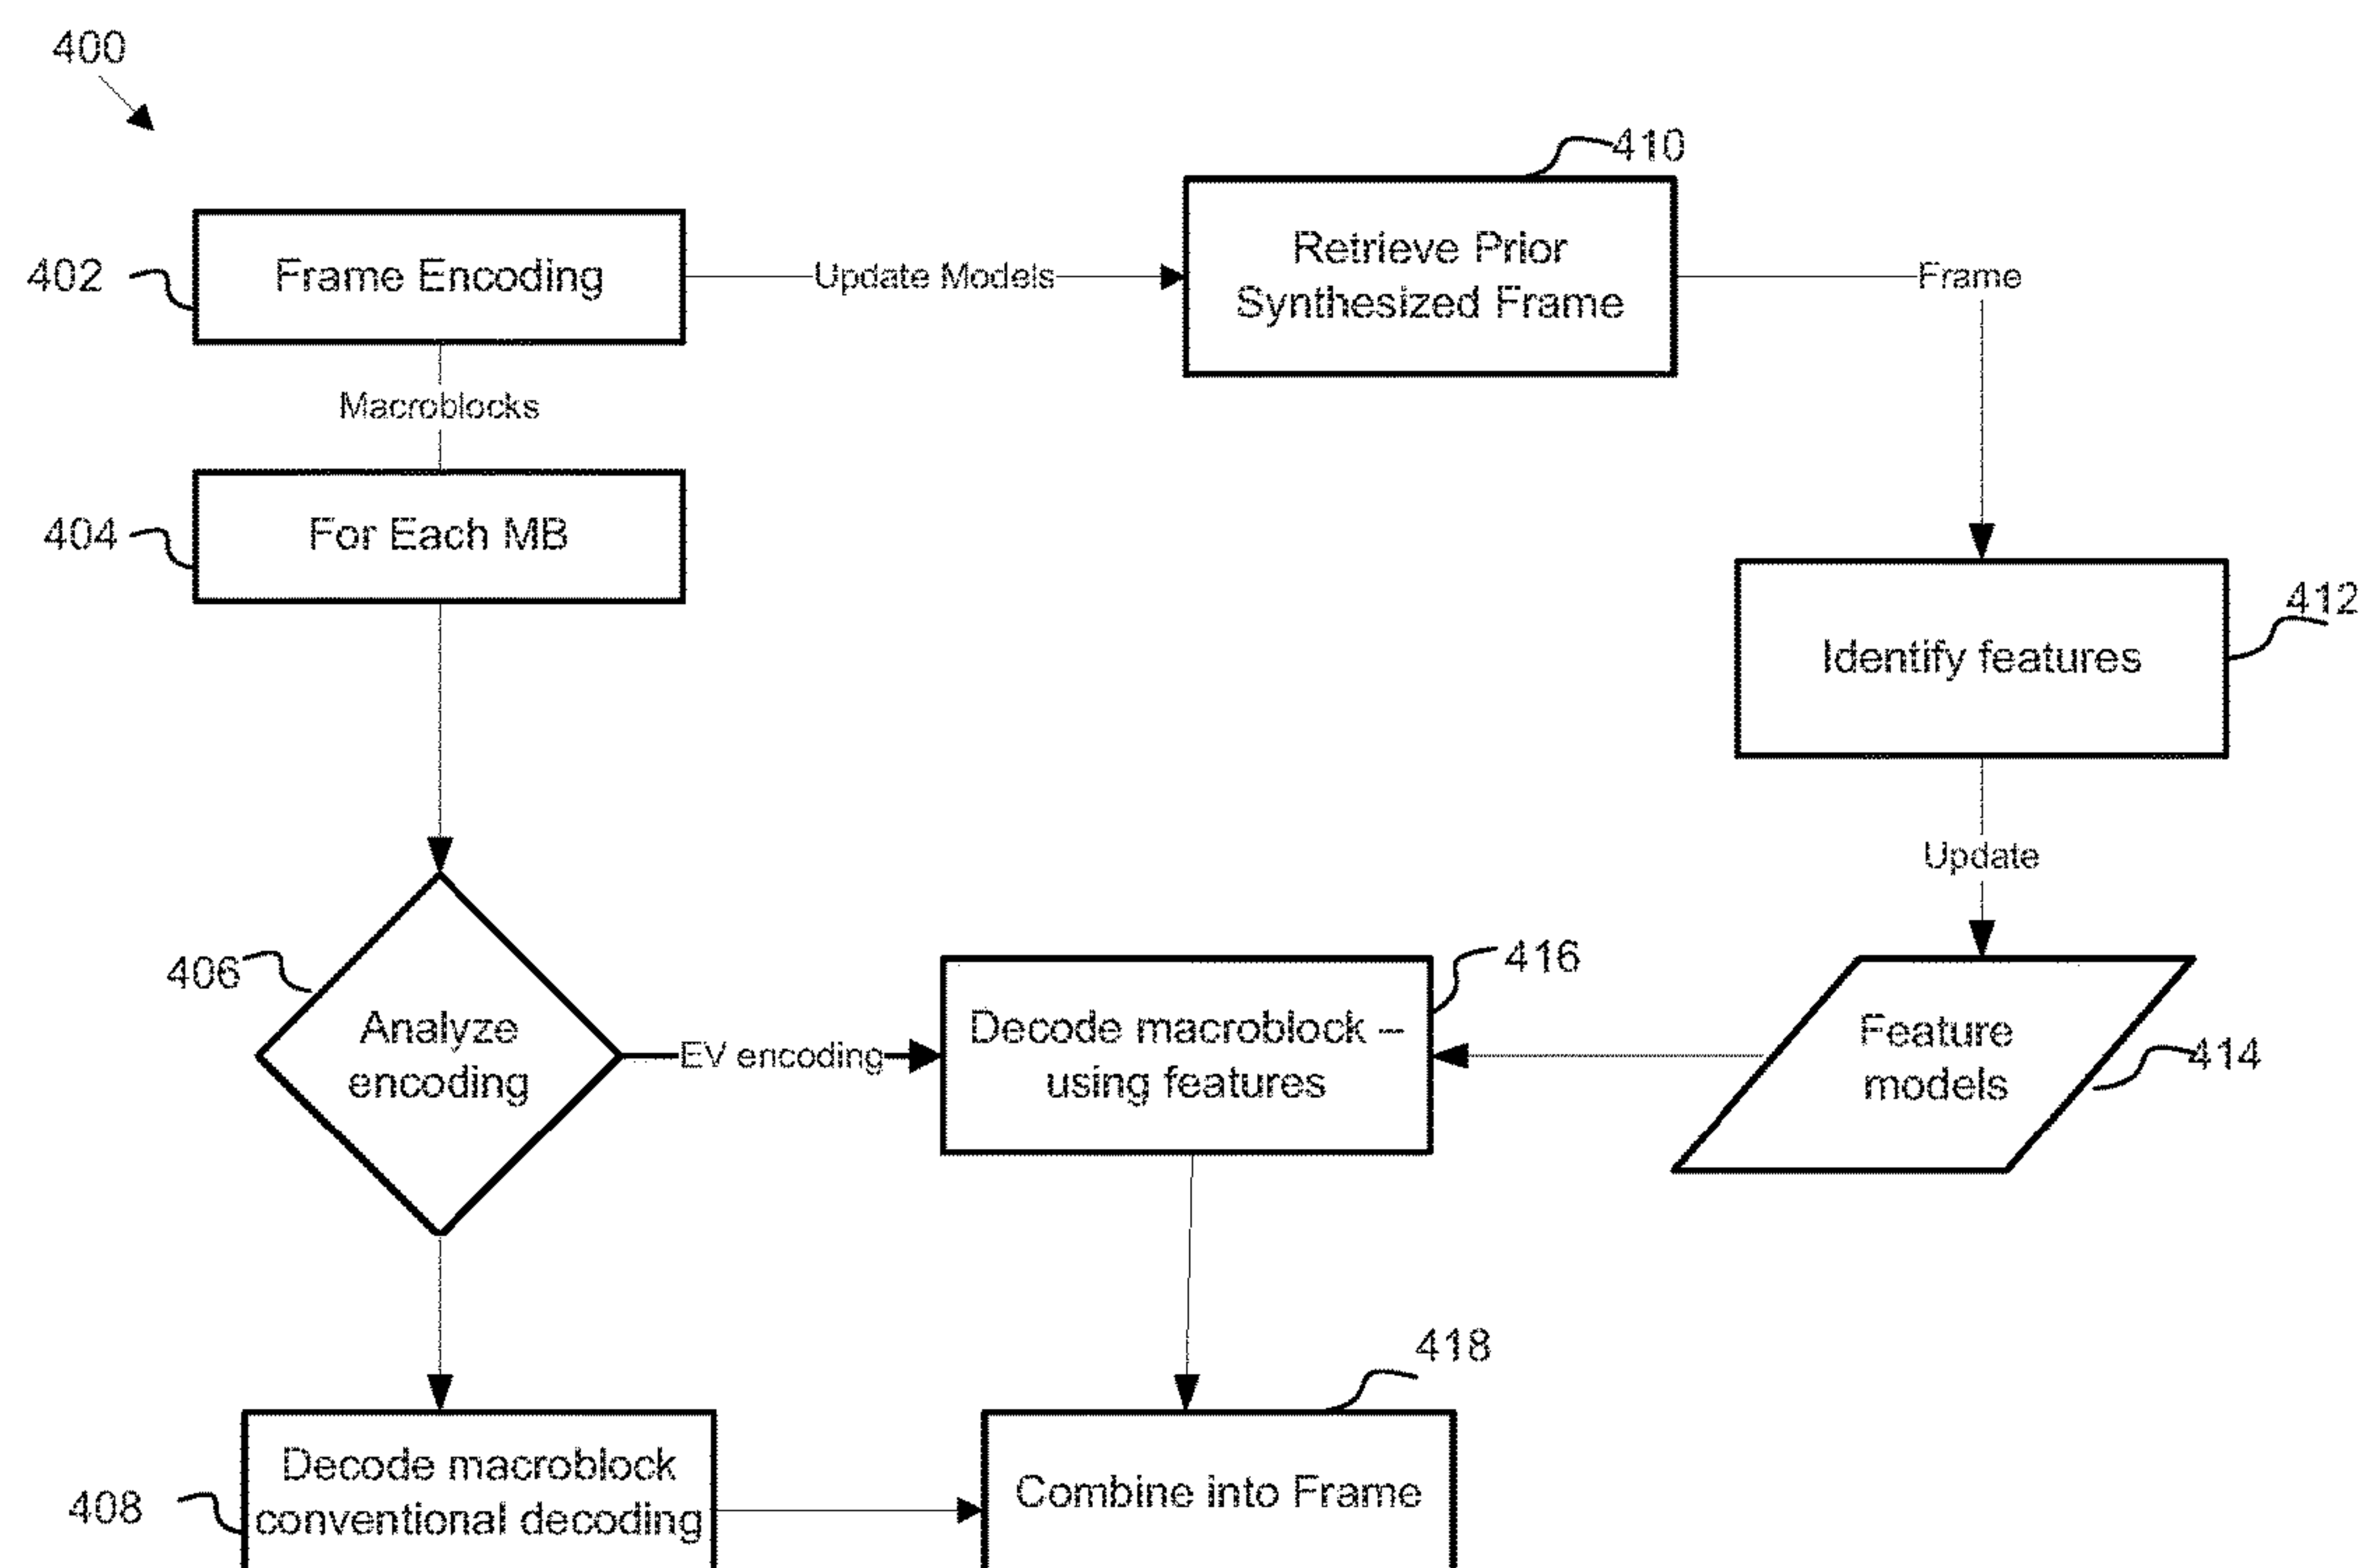 400
410
402
Frame Encoding
Update Models
Retrieve Prior
Synthesized Frame
Frame
Macroblocks
404
For Each MB
412
Identify features
Update
406
Analyze
encoding
EV encoding
416
Decode macroblock –
using features
Feature
models
414
418
408
Decode macroblock
conventional decoding
Combine into Frame